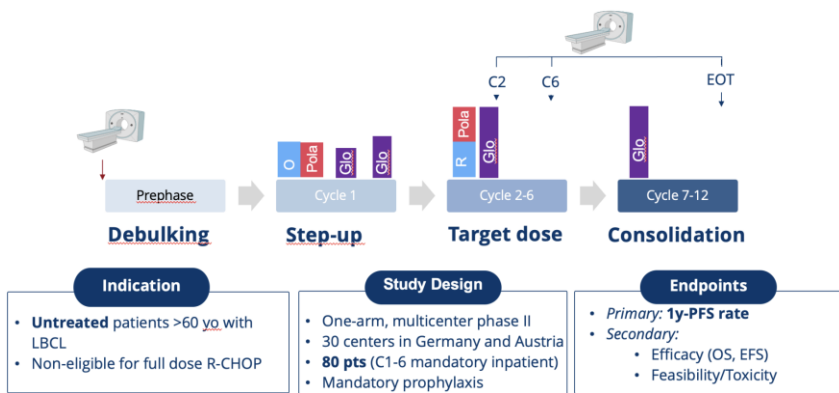 C2
C6
EOT
O
Pola
Glo
Glo
R
Pola
Glo
Glo
Prephase
Cycle 1
Cycle 2-6
Cycle 7-12
Debulking
Step-up
Target dose
Consolidation
Indication
• Untreated patients >60 yo with
LBCL
• Non-eligible for full dose R-CHOP
Study Design
• One-arm, multicenter phase II
• 30 centers in Germany and Austria
• 80 pts (C1-6 mandatory inpatient)
• Mandatory prophylaxis
Endpoints
• Primary: 1y-PFS rate
• Secondary:
• Efficacy (OS, EFS)
• Feasibility/Toxicity